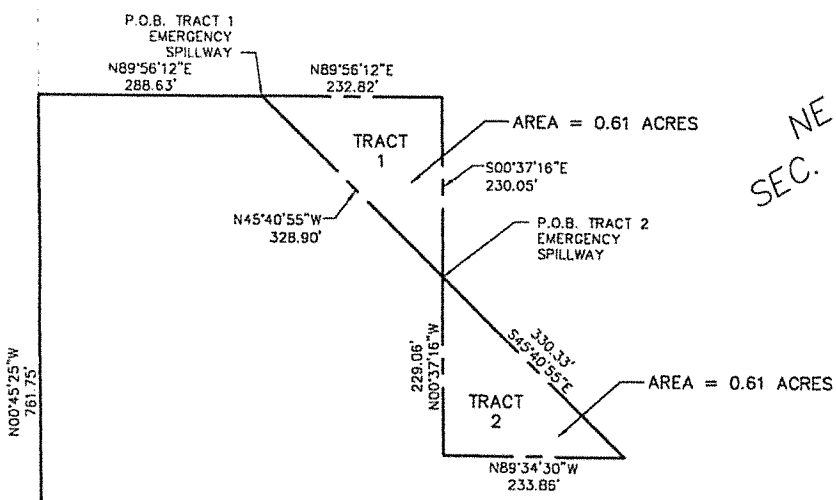 P.O.B. TRACT 1
EMERGENCY
SPILLWAY
N89°56'12"E
288.63'
N89°56'12"E
232.82'
AREA = 0.61 ACRES
NE
SEC.
TRACT
1
S00°37'16"E
230.05'
N45°40'55"W
328.90'
P.O.B. TRACT 2
EMERGENCY
SPILLWAY
N00°45'25"W
761.75'
229.06'
N00°37'16"W
330.33'
S45°40'55"E
AREA = 0.61 ACRES
TRACT
2
N89°34'30"W
233.86'